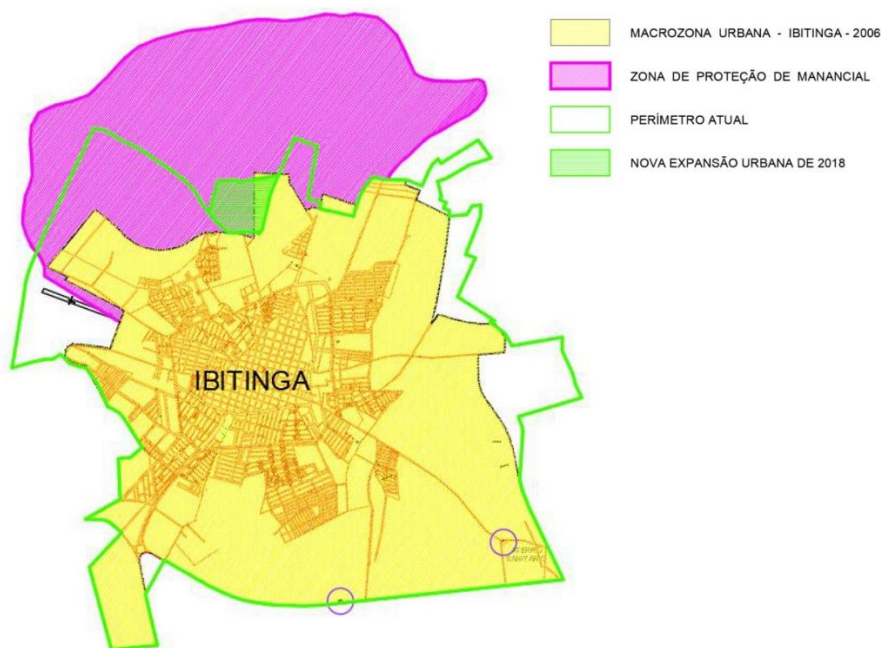 MACROZONA URBANA - IBITINGA - 2006
ZONA DE PROTEÇÃO DE MANANCIAL
PERÍMETRO ATUAL
NOVA EXPANSÃO URBANA DE 2018
IBITINGA